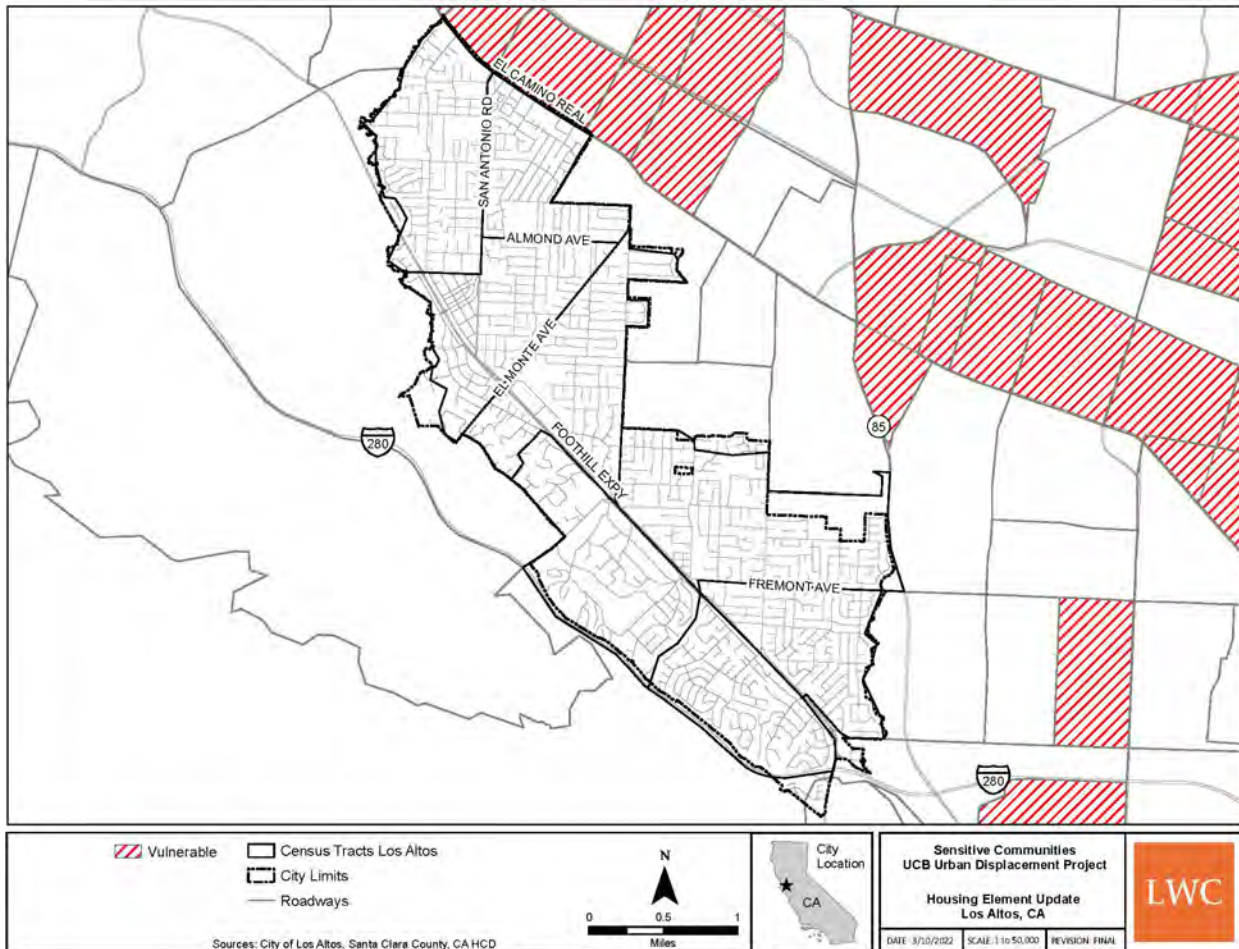 EL CAMINO REAL
SAN ANTONIO RD
ALMOND AVE
EL MONTE AVE
FOOTHILL EXPY
280
85
FREMONT AVE
280
Vulnerable
Census Tracts Los Altos
City Limits
Roadways
Sources: City of Los Altos, Santa Clara County, CA HCD
N
0 0.5 1
Miles
City
Location
CA
Sensitive Communities
UCB Urban Displacement Project
Housing Element Update
Los Altos, CA
DATE: 3/10/2022 SCALE: 1 to 50,000 REVISION: FINAL
LWC